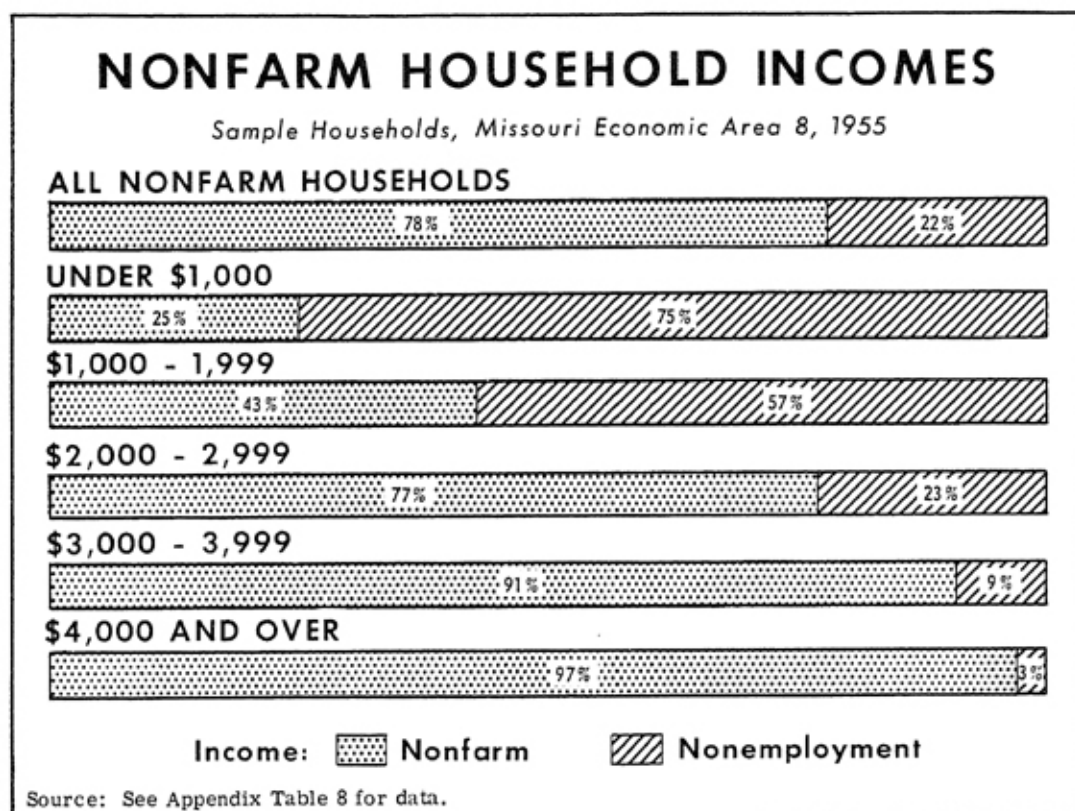 NONFARM HOUSEHOLD INCOMES
Sample Households, Missouri Economic Area 8, 1955
ALL NONFARM HOUSEHOLDS
78% 22%
UNDER $1,000
25% 75%
$1,000 - 1,999
43% 57%
$2,000 - 2,999
77% 23%
$3,000 - 3,999
91% 9%
$4,000 AND OVER
97% 3%
Income: Nonfarm Nonemployment
Source: See Appendix Table 8 for data.